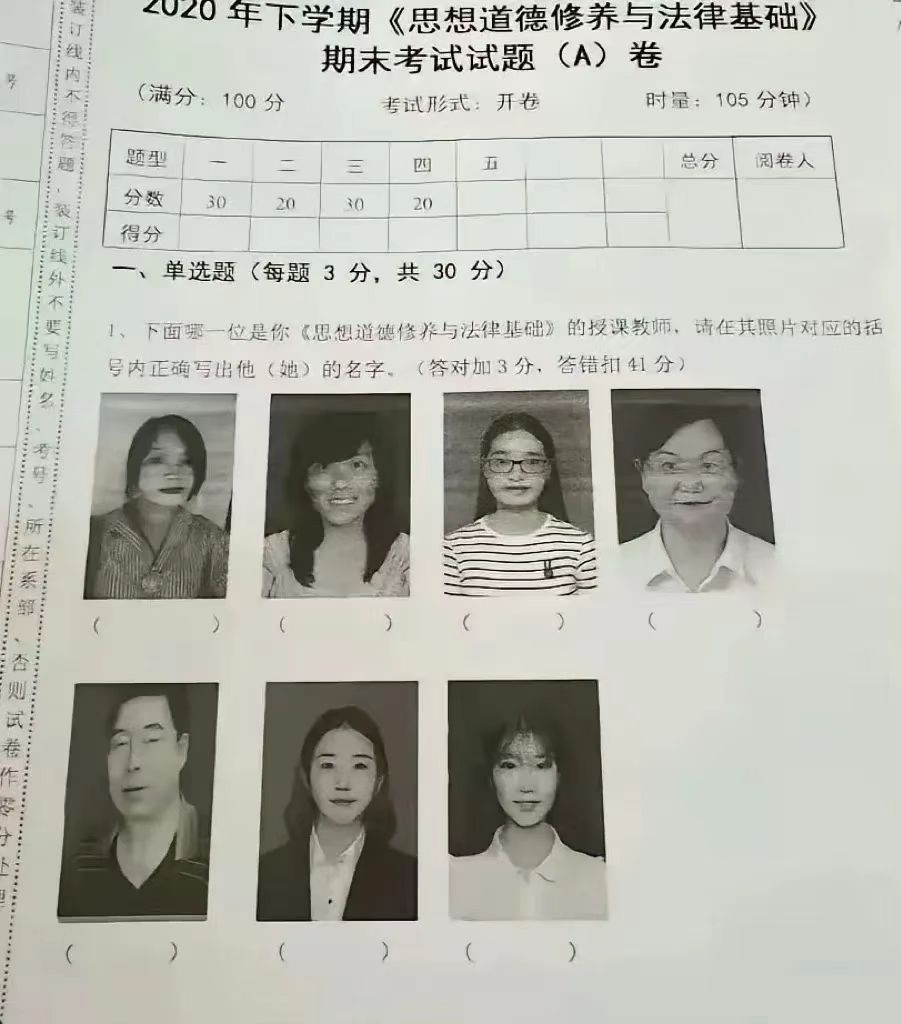 2020 年下学期《思想道德修养与法律基础》
期末考试试题（A）卷
（满分：100 分 考试形式：开卷 时量：105 分钟）
题型 一 二 三 四 五 总分 阅卷人
分数 30 20 30 20
得分
一、单选题（每题 3 分，共 30 分）
1、下面哪一位是你《思想道德修养与法律基础》的授课教师，请在其照片对应的括
号内正确写出他（她）的名字。（答对加 3 分，答错扣 41 分）
（ ） （ ） （ ） （ ）
（ ） （ ） （ ）
号
号
装订线内不得答题，装订线外不要写姓名、考号、所在系部、否则试卷作零分处理